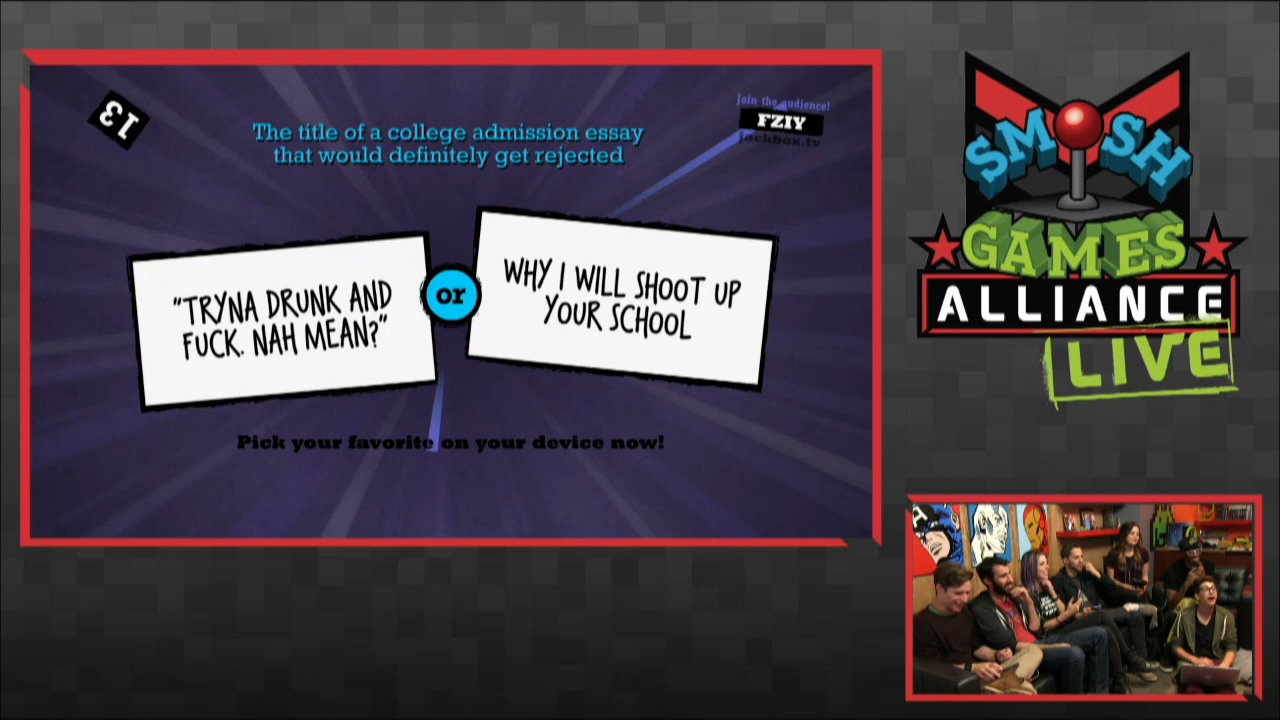 13
The title of a college admission essay
that would definitely get rejected
Join the audience!
FZIY
jackbox.tv
"TRYNA DRUNK AND
FUCK. NAH MEAN?"
or
WHY I WILL SHOOT UP
YOUR SCHOOL
Pick your favorite on your device now!
SMOSH
GAMES
ALLIANCE
LIVE